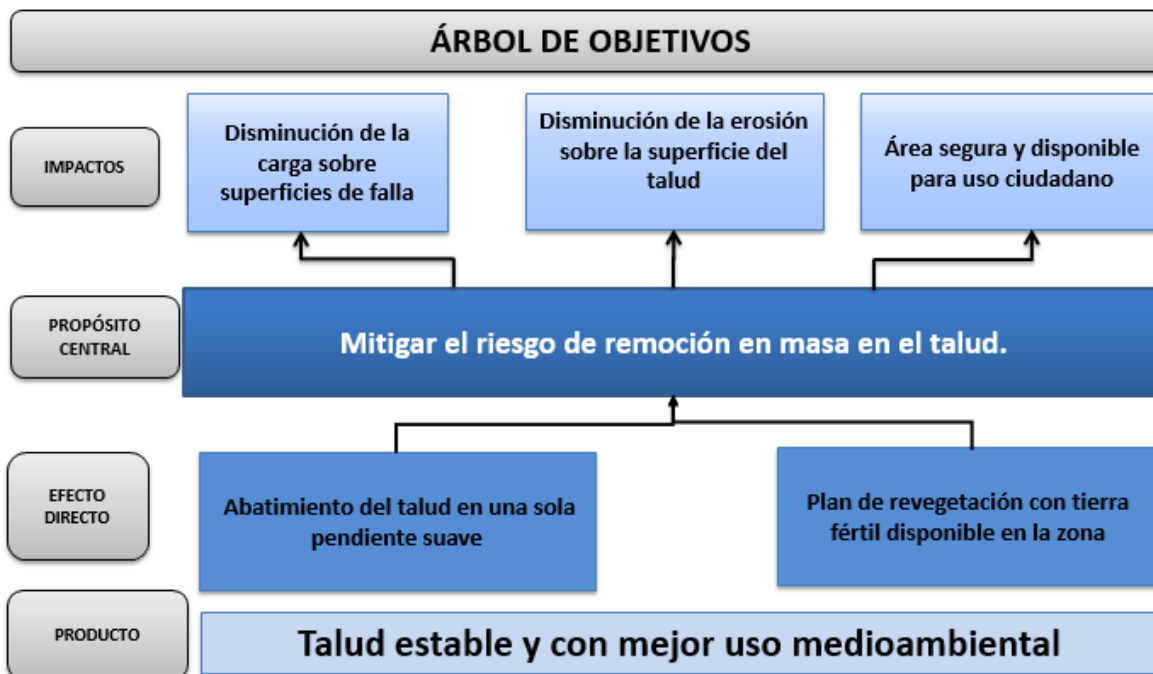 ÁRBOL DE OBJETIVOS
IMPACTOS
Disminución de la
carga sobre
superficies de falla
Disminución de la erosión
sobre la superficie del
talud
Área segura y disponible
para uso ciudadano
PROPÓSITO
CENTRAL
Mitigar el riesgo de remoción en masa en el talud.
EFECTO
DIRECTO
Abatimiento del talud en una sola
pendiente suave
Plan de revegetación con tierra
fértil disponible en la zona
PRODUCTO
Talud estable y con mejor uso medioambiental